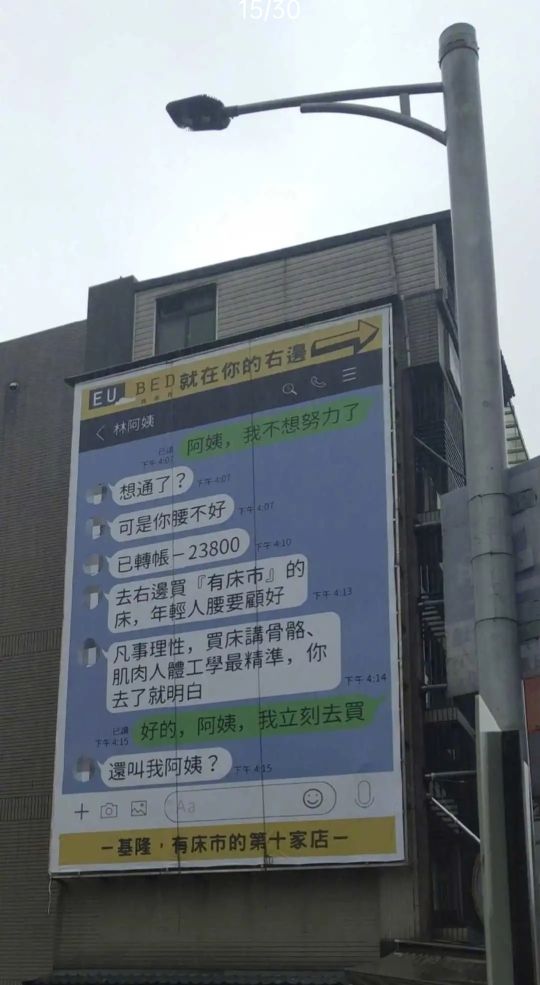 15/30
EU BED 就在你的右邊
林阿姨
阿姨，我不想努力了
已讀
下午 4:07
想通了？
下午 4:07
可是你腰不好
下午 4:07
已轉帳－23800
下午 4:10
去右邊買『有床市』的
床，年輕人腰要顧好
下午 4:13
凡事理性，買床講骨骼、
肌肉人體工學最精準，你
去了就明白
下午 4:14
好的，阿姨，我立刻去買
已讀
下午 4:15
還叫我阿姨？
下午 4:15
Aa
－基隆，有床市的第十家店－